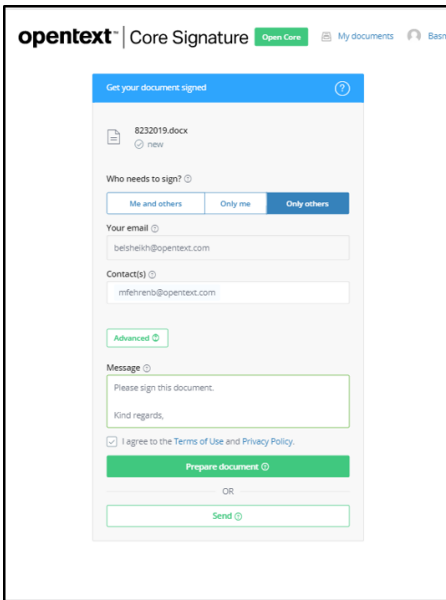 opentext™ | Core Signature Open Core My documents Basn
Get your document signed ?
8232019.docx
new
Who needs to sign? ?
Me and others Only me Only others
Your email ?
belsheikh@opentext.com
Contact(s) ?
mfehrenb@opentext.com
Advanced
Message ?
Please sign this document.
Kind regards,
I agree to the Terms of Use and Privacy Policy.
Prepare document ?
OR
Send ?